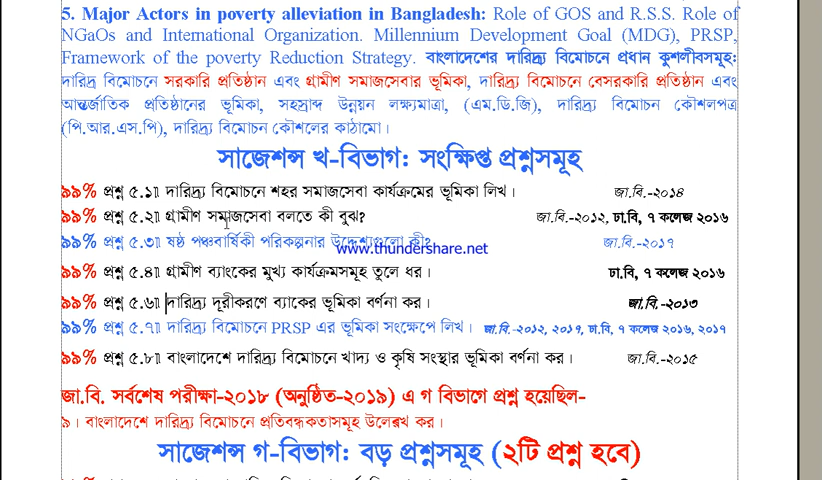 5. Major Actors in poverty alleviation in Bangladesh: Role of GOS and R.S.S. Role of
NGaOs and International Organization. Millennium Development Goal (MDG), PRSP,
Framework of the poverty Reduction Strategy. বাংলাদেশের দারিদ্র্য বিমোচনে প্রধান কুশলীবসমূহ:
দারিদ্র বিমোচনে সরকারি প্রতিষ্ঠান এবং গ্রামীণ সমাজসেবার ভূমিকা, দারিদ্র্য বিমোচনে বেসরকারি প্রতিষ্ঠান এবং
আন্তর্জাতিক প্রতিষ্ঠানের ভূমিকা, সহস্রাব্দ উন্নয়ন লক্ষ্যমাত্রা, (এম.ডি.জি), দারিদ্র্য বিমোচন কৌশলপত্র
(পি.আর.এস.পি), দারিদ্র্য বিমোচন কৌশলের কাঠামো।
সাজেশন্স খ-বিভাগ: সংক্ষিপ্ত প্রশ্নসমূহ
৯৯% প্রশ্ন ৫.১॥ দারিদ্র্য বিমোচনে শহর সমাজসেবা কার্যক্রমের ভূমিকা লিখ। জা.বি.-২০১৪
৯৯% প্রশ্ন ৫.২॥ গ্রামীণ সমাজসেবা বলতে কী বুঝ? জা.বি.-২০১২, ঢা.বি, ৭ কলেজ ২০১৬
৯৯% প্রশ্ন ৫.৩॥ ষষ্ঠ পঞ্চবার্ষিকী পরিকল্পনার উদ্দেশ্যগুলো কী? জা.বি.-২০১৭
www.thundershare.net
৯৯% প্রশ্ন ৫.৪॥ গ্রামীণ ব্যাংকের মুখ্য কার্যক্রমসমূহ তুলে ধর। ঢা.বি, ৭ কলেজ ২০১৬
৯৯% প্রশ্ন ৫.৬॥ দারিদ্র্য দূরীকরণে ব্যাকের ভূমিকা বর্ণনা কর। জা.বি.-২০১৩
৯৯% প্রশ্ন ৫.৭॥ দারিদ্র্য বিমোচনে PRSP এর ভূমিকা সংক্ষেপে লিখ। জা.বি.-২০১২, ২০১৭, ঢা.বি, ৭ কলেজ ২০১৬, ২০১৭
৯৯% প্রশ্ন ৫.৮॥ বাংলাদেশে দারিদ্র্য বিমোচনে খাদ্য ও কৃষি সংস্থার ভূমিকা বর্ণনা কর। জা.বি.-২০১৫
জা.বি. সর্বশেষ পরীক্ষা-২০১৮ (অনুষ্ঠিত-২০১৯) এ গ বিভাগে প্রশ্ন হয়েছিল-
৯। বাংলাদেশে দারিদ্র্য বিমোচনে প্রতিবন্ধকতাসমূহ কর।
সাজেশন্স গ-বিভাগ: বড় প্রশ্নসমূহ (২টি প্রশ্ন হবে)